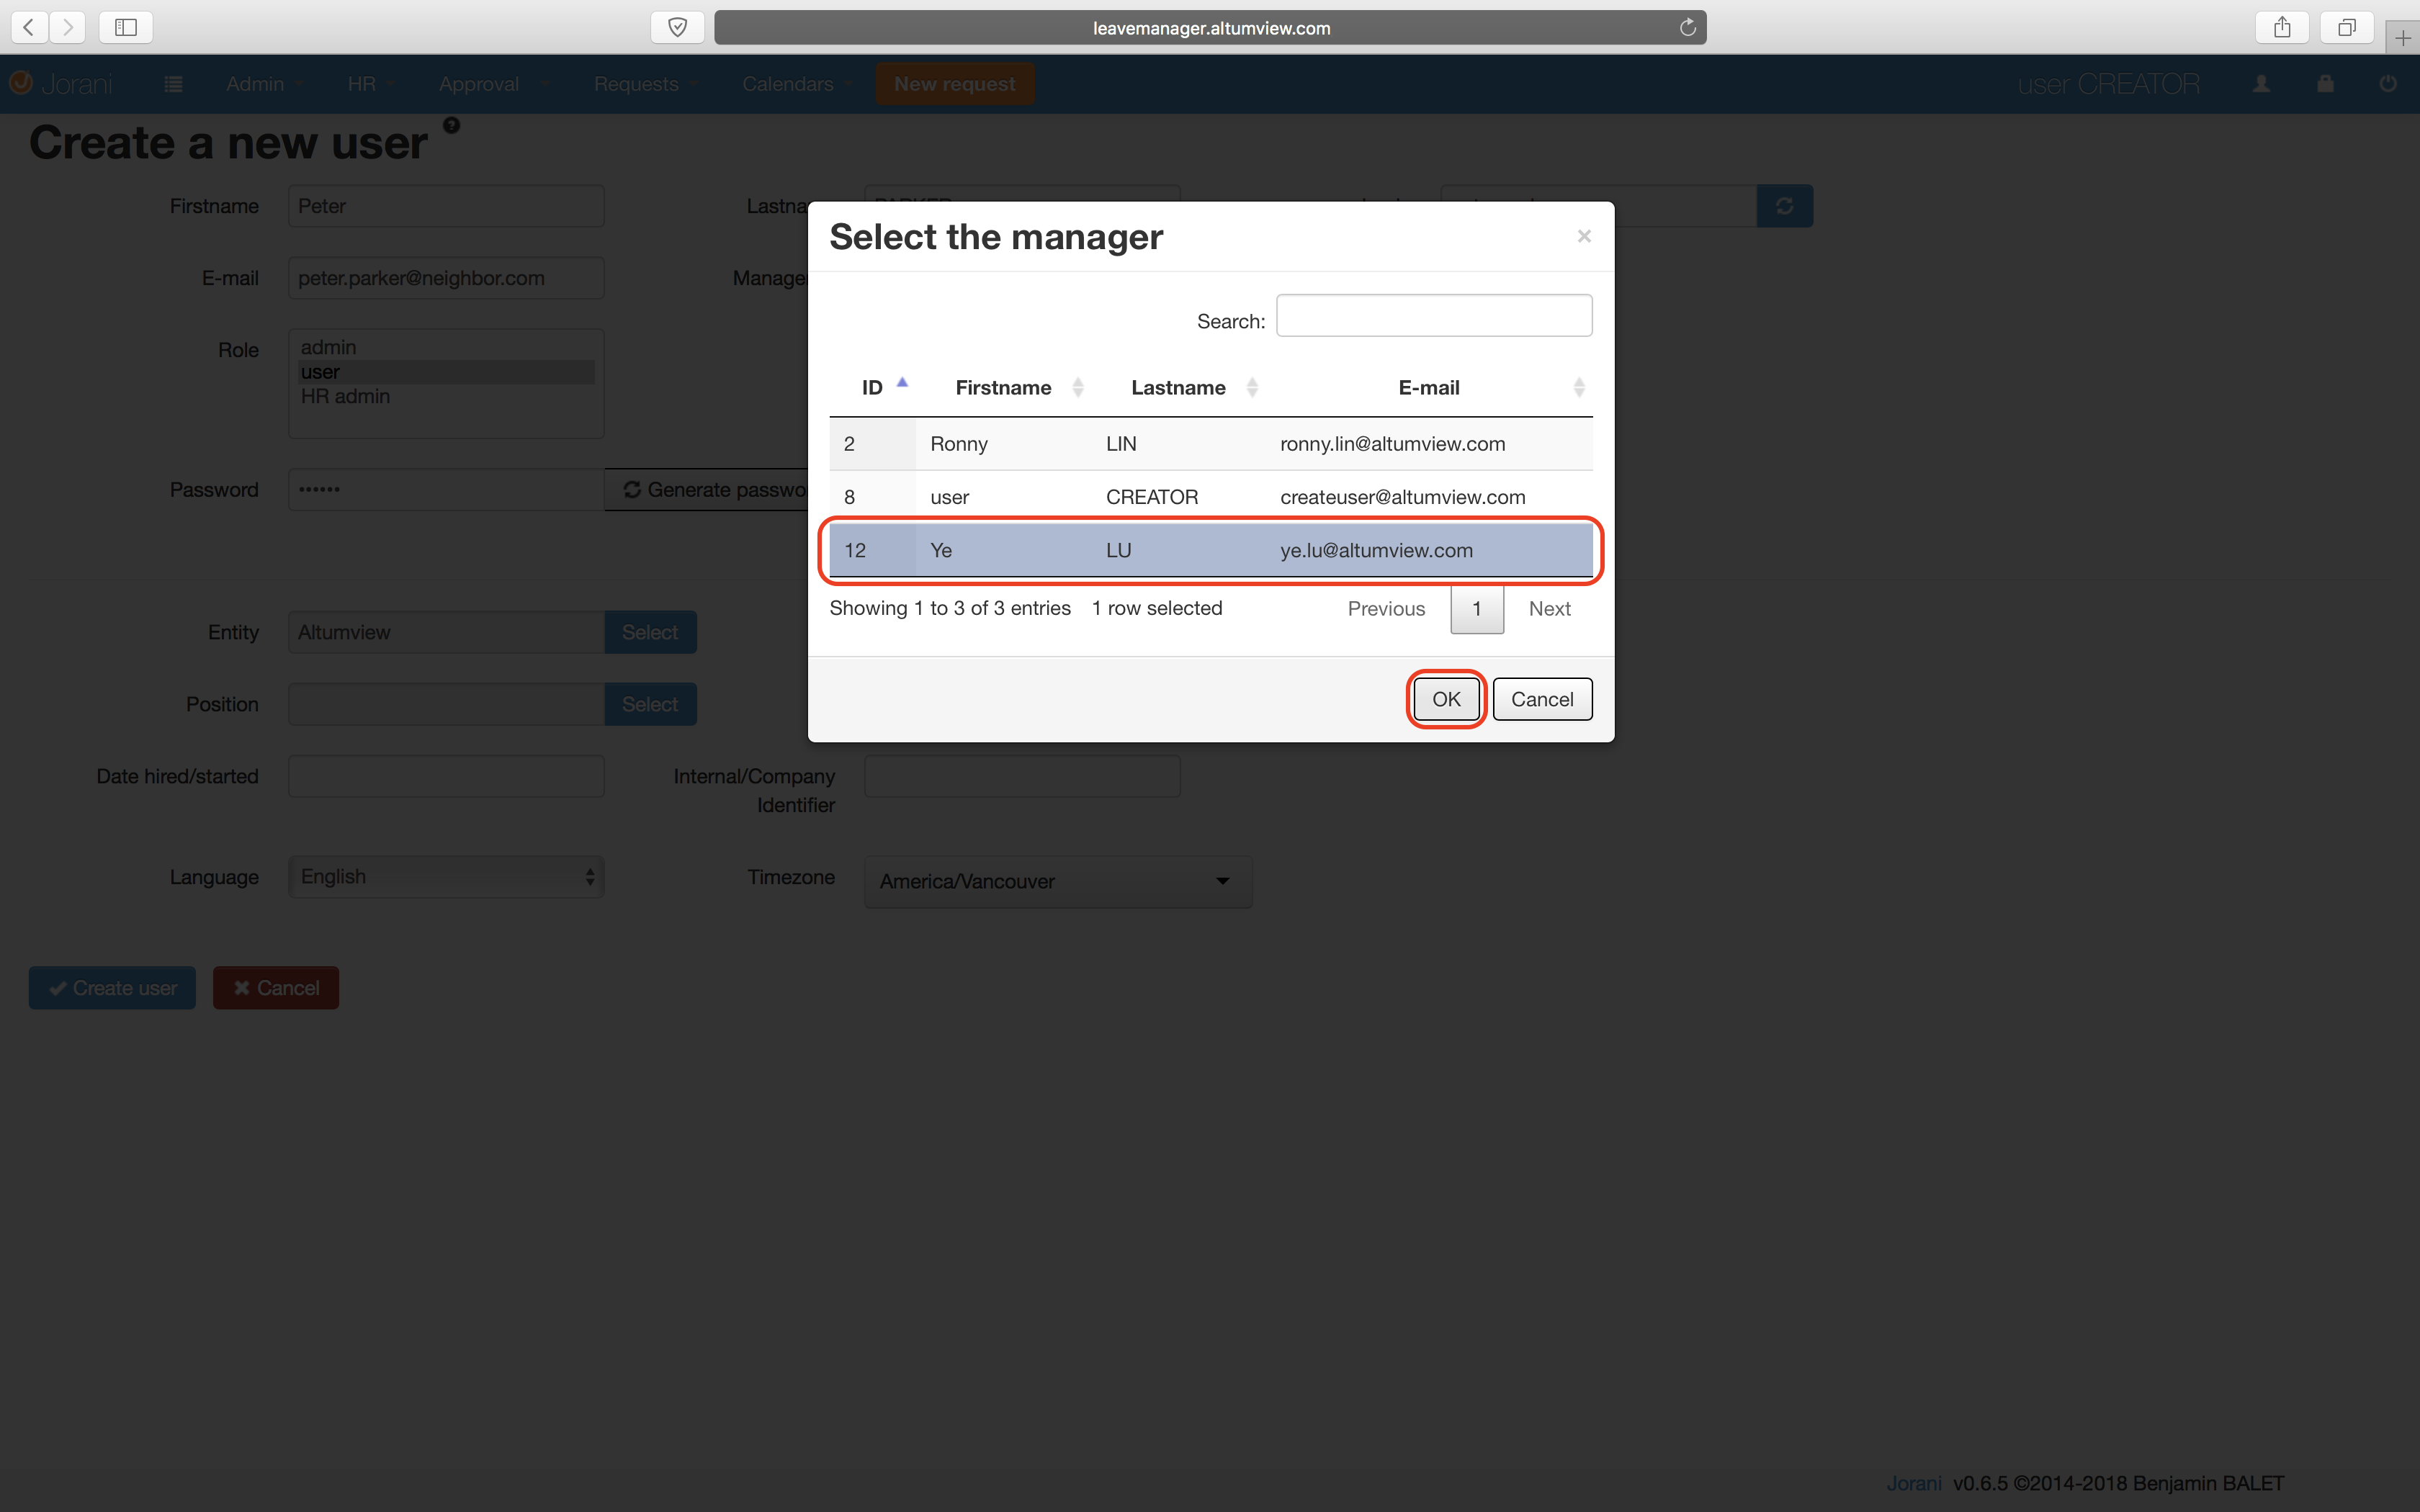 leavemanager.altumview.com
Jorani Admin HR Approval Requests Calendars New request user CREATOR
Create a new user ?
Firstname Peter
E-mail peter.parker@neighbor.com
Role admin
user
HR admin
Password •••••• Generate passwo
Select the manager ×
Search:
ID Firstname Lastname E-mail
2 Ronny LIN ronny.lin@altumview.com
8 user CREATOR createuser@altumview.com
12 Ye LU ye.lu@altumview.com
Showing 1 to 3 of 3 entries 1 row selected Previous 1 Next
OK Cancel
Entity Altumview Select
Position Select
Date hired/started
Internal/Company
Identifier
Language English
Timezone America/Vancouver
Create user Cancel
Jorani v0.6.5 ©2014-2018 Benjamin BALET